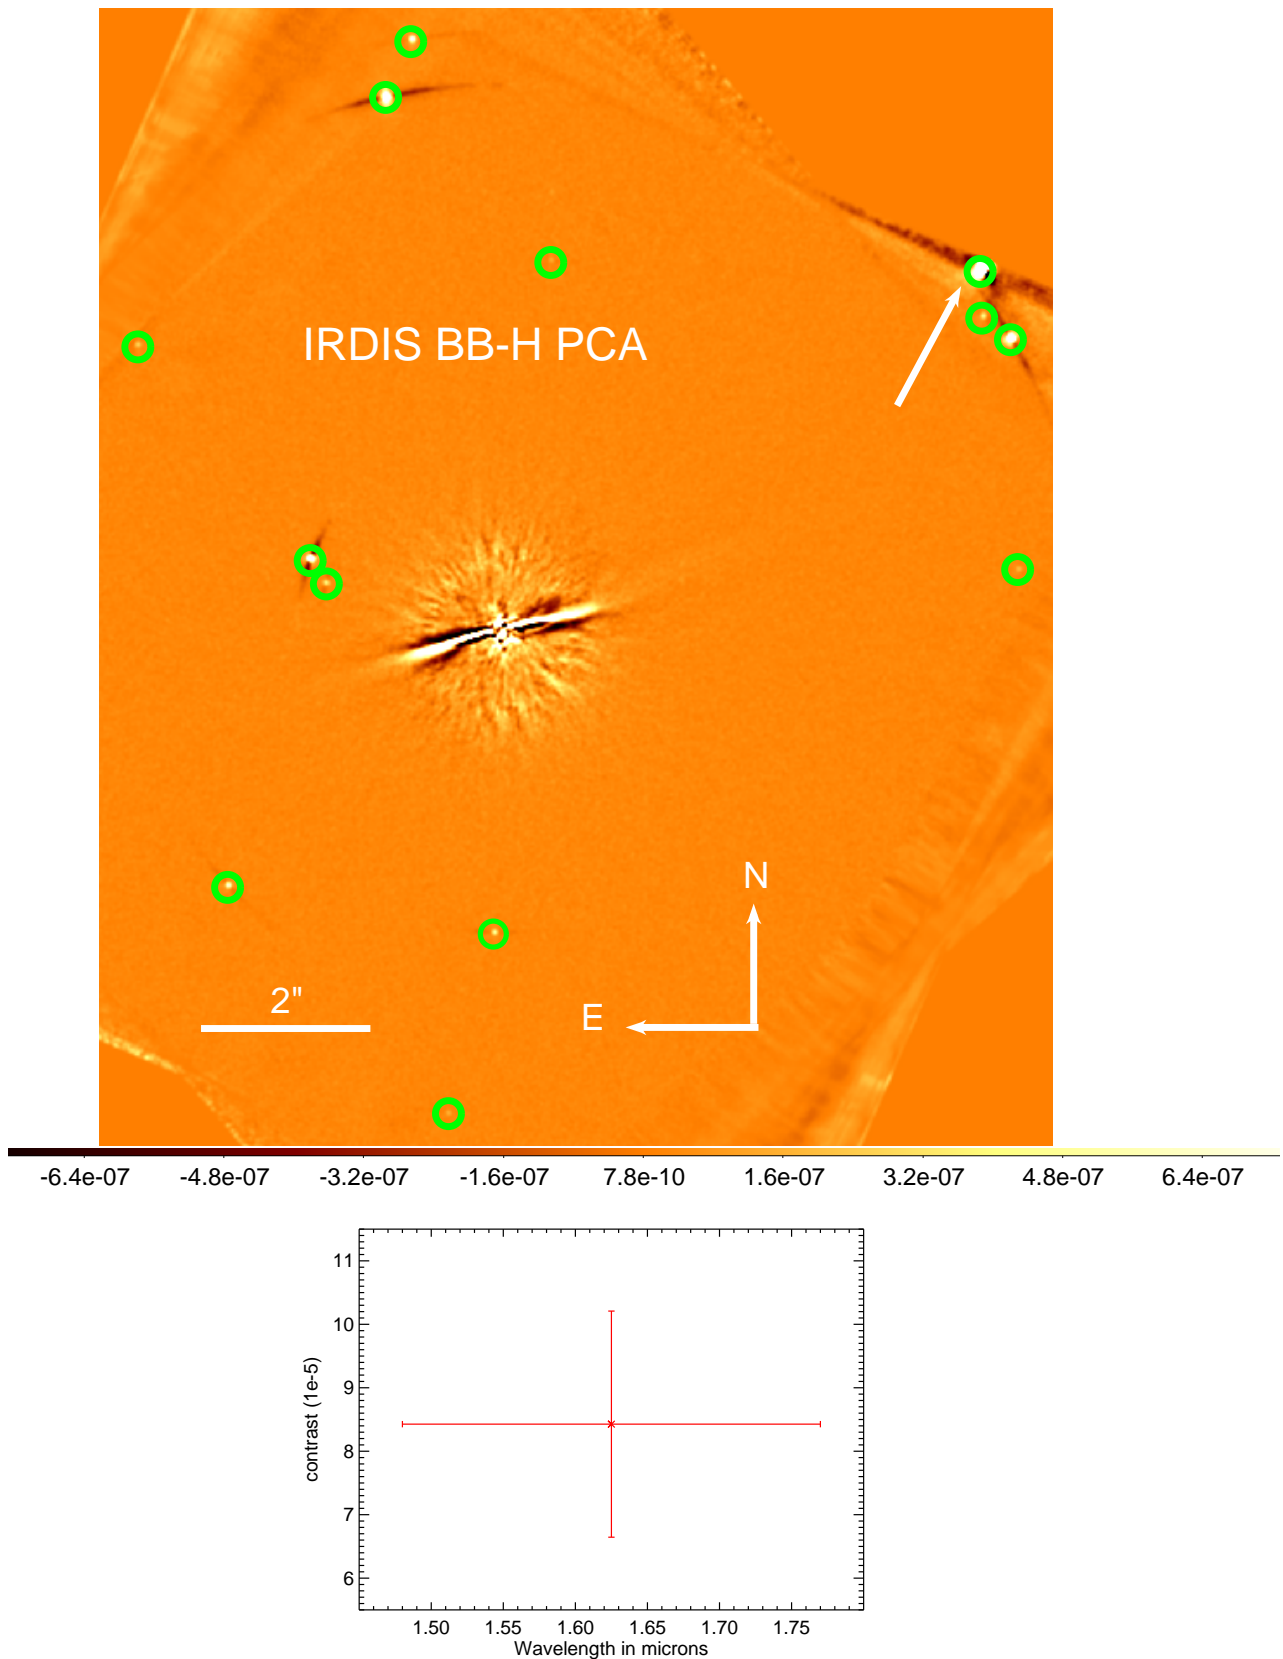 IRDIS BB-H PCA
N
E
2"
-6.4e-07 -4.8e-07 -3.2e-07 -1.6e-07 7.8e-10 1.6e-07 3.2e-07 4.8e-07 6.4e-07
11
10
9
8
7
6
contrast (1e-5)
1.50 1.55 1.60 1.65 1.70 1.75
Wavelength in microns